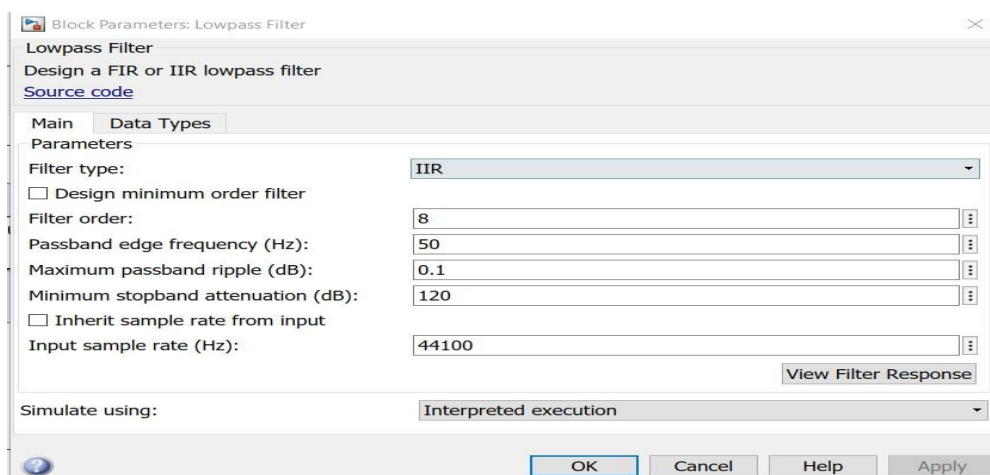 Block Parameters: Lowpass Filter
Lowpass Filter
Design a FIR or IIR lowpass filter
Source code
Main Data Types
Parameters
Filter type: IIR
Design minimum order filter
Filter order: 8
Passband edge frequency (Hz): 50
Maximum passband ripple (dB): 0.1
Minimum stopband attenuation (dB): 120
Inherit sample rate from input
Input sample rate (Hz): 44100
View Filter Response
Simulate using: Interpreted execution
OK Cancel Help Apply